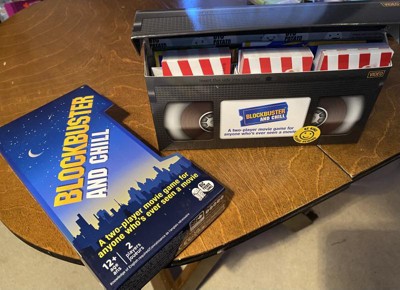 BLOCKBUSTER
AND CHILL
A two-player movie game for
anyone who's ever seen a movie
12+
2
players
BLOCKBUSTER
AND CHILL
A two-player movie game for
anyone who's ever seen a movie